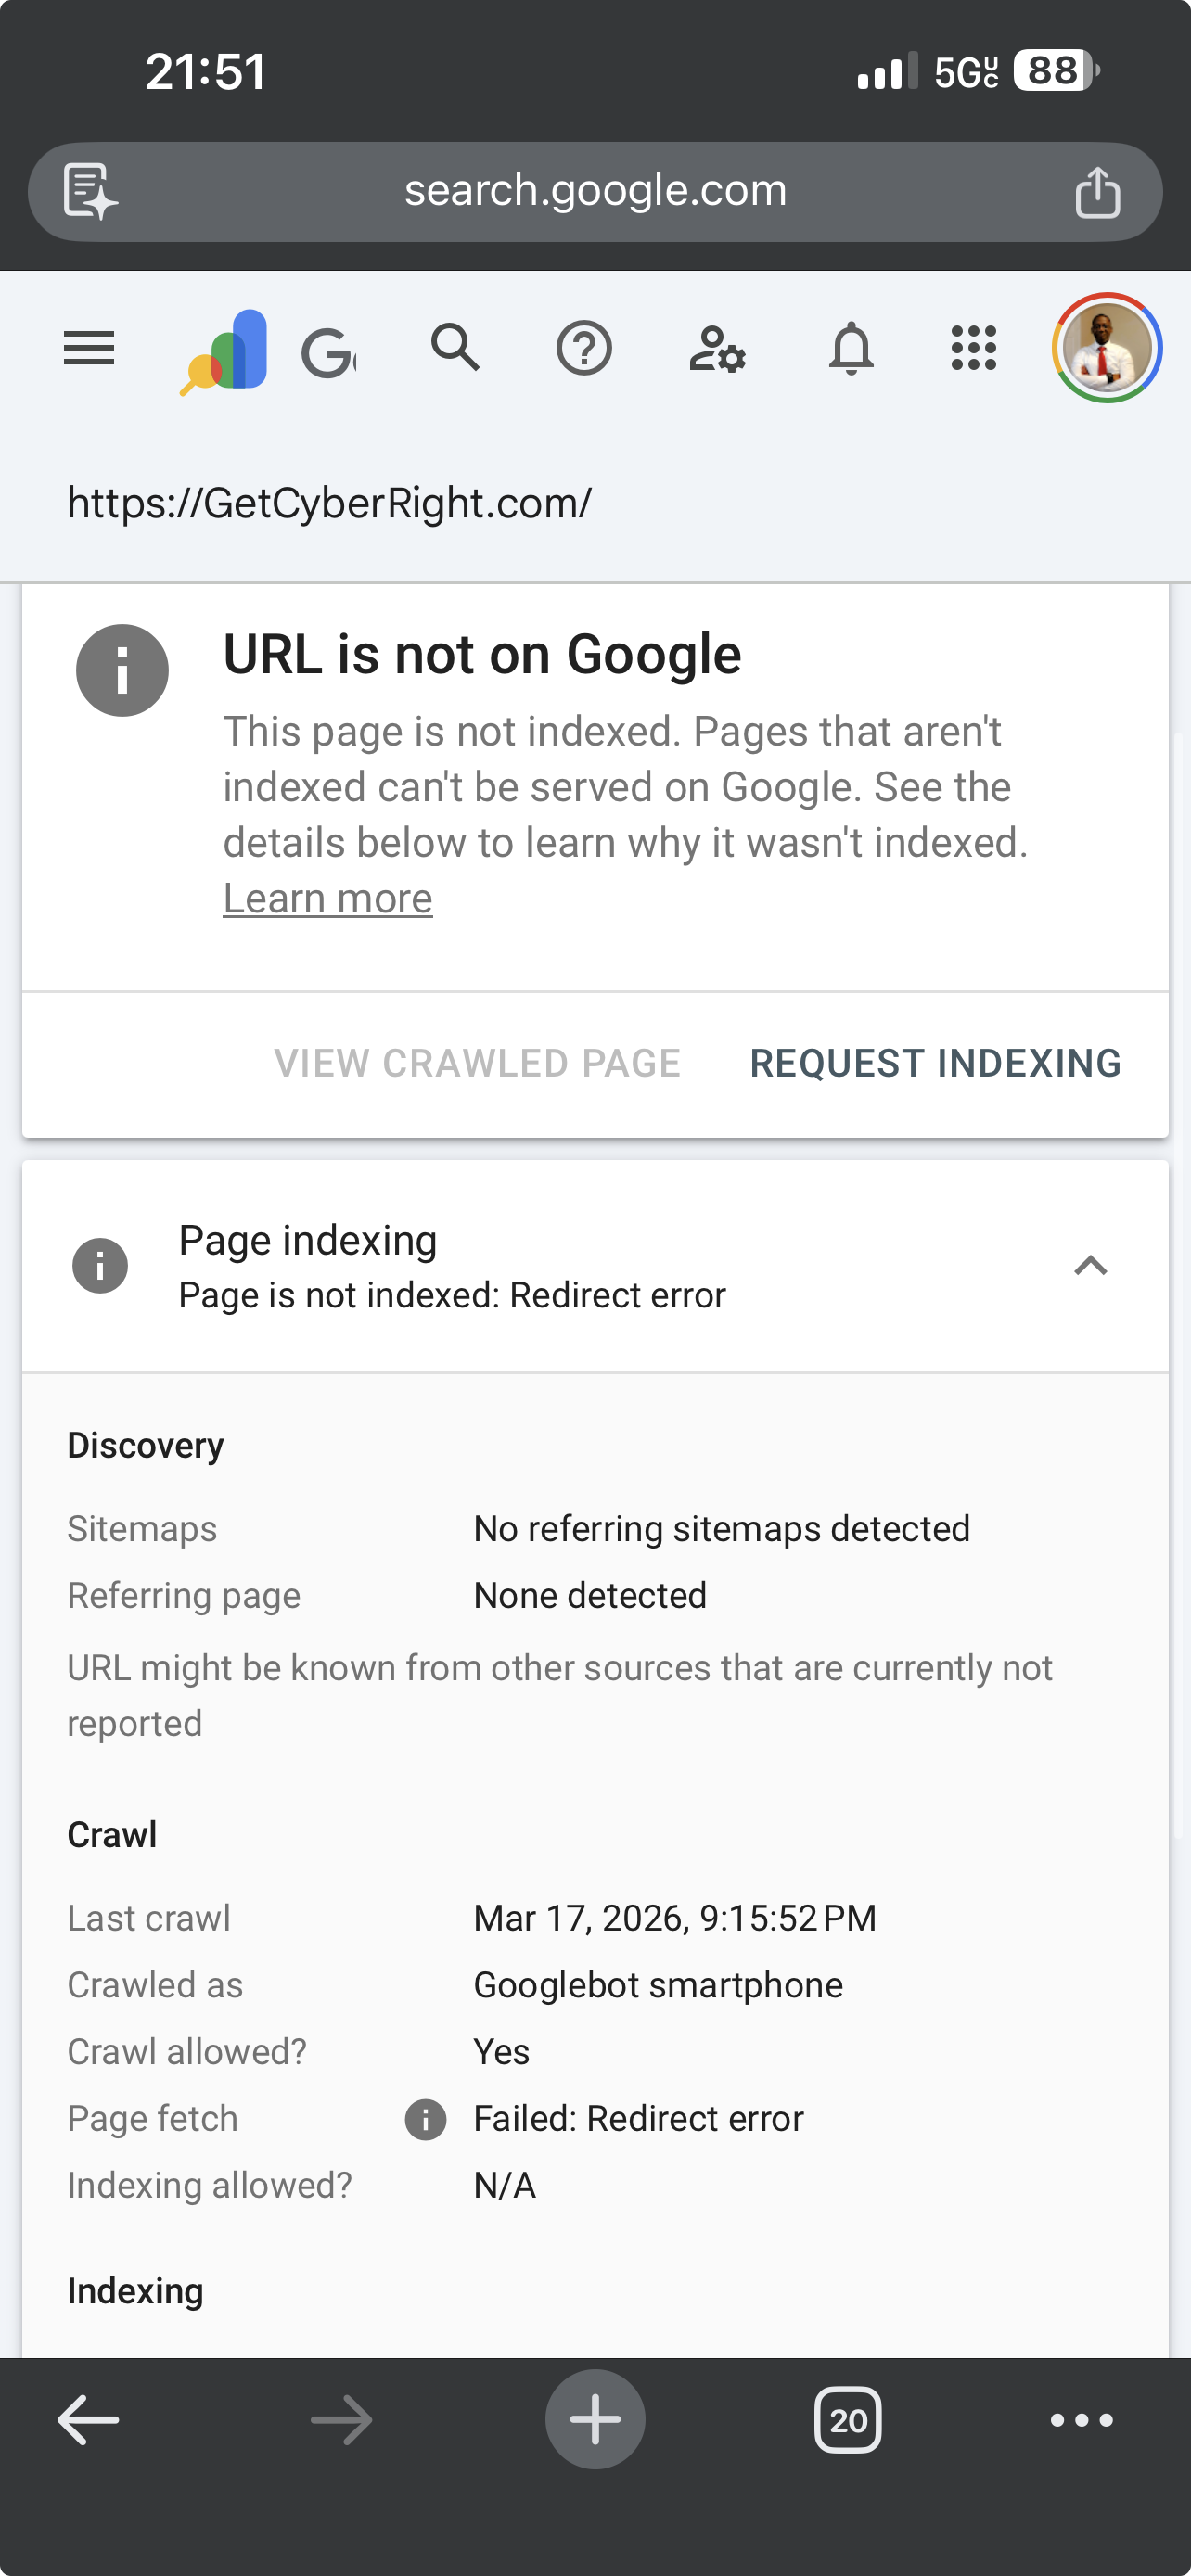 21:51
5G UC 88
search.google.com
G
https://GetCyberRight.com/
URL is not on Google
This page is not indexed. Pages that aren't
indexed can't be served on Google. See the
details below to learn why it wasn't indexed.
Learn more
VIEW CRAWLED PAGE REQUEST INDEXING
Page indexing
Page is not indexed: Redirect error
Discovery
Sitemaps No referring sitemaps detected
Referring page None detected
URL might be known from other sources that are currently not
reported
Crawl
Last crawl Mar 17, 2026, 9:15:52 PM
Crawled as Googlebot smartphone
Crawl allowed? Yes
Page fetch Failed: Redirect error
Indexing allowed? N/A
Indexing
20